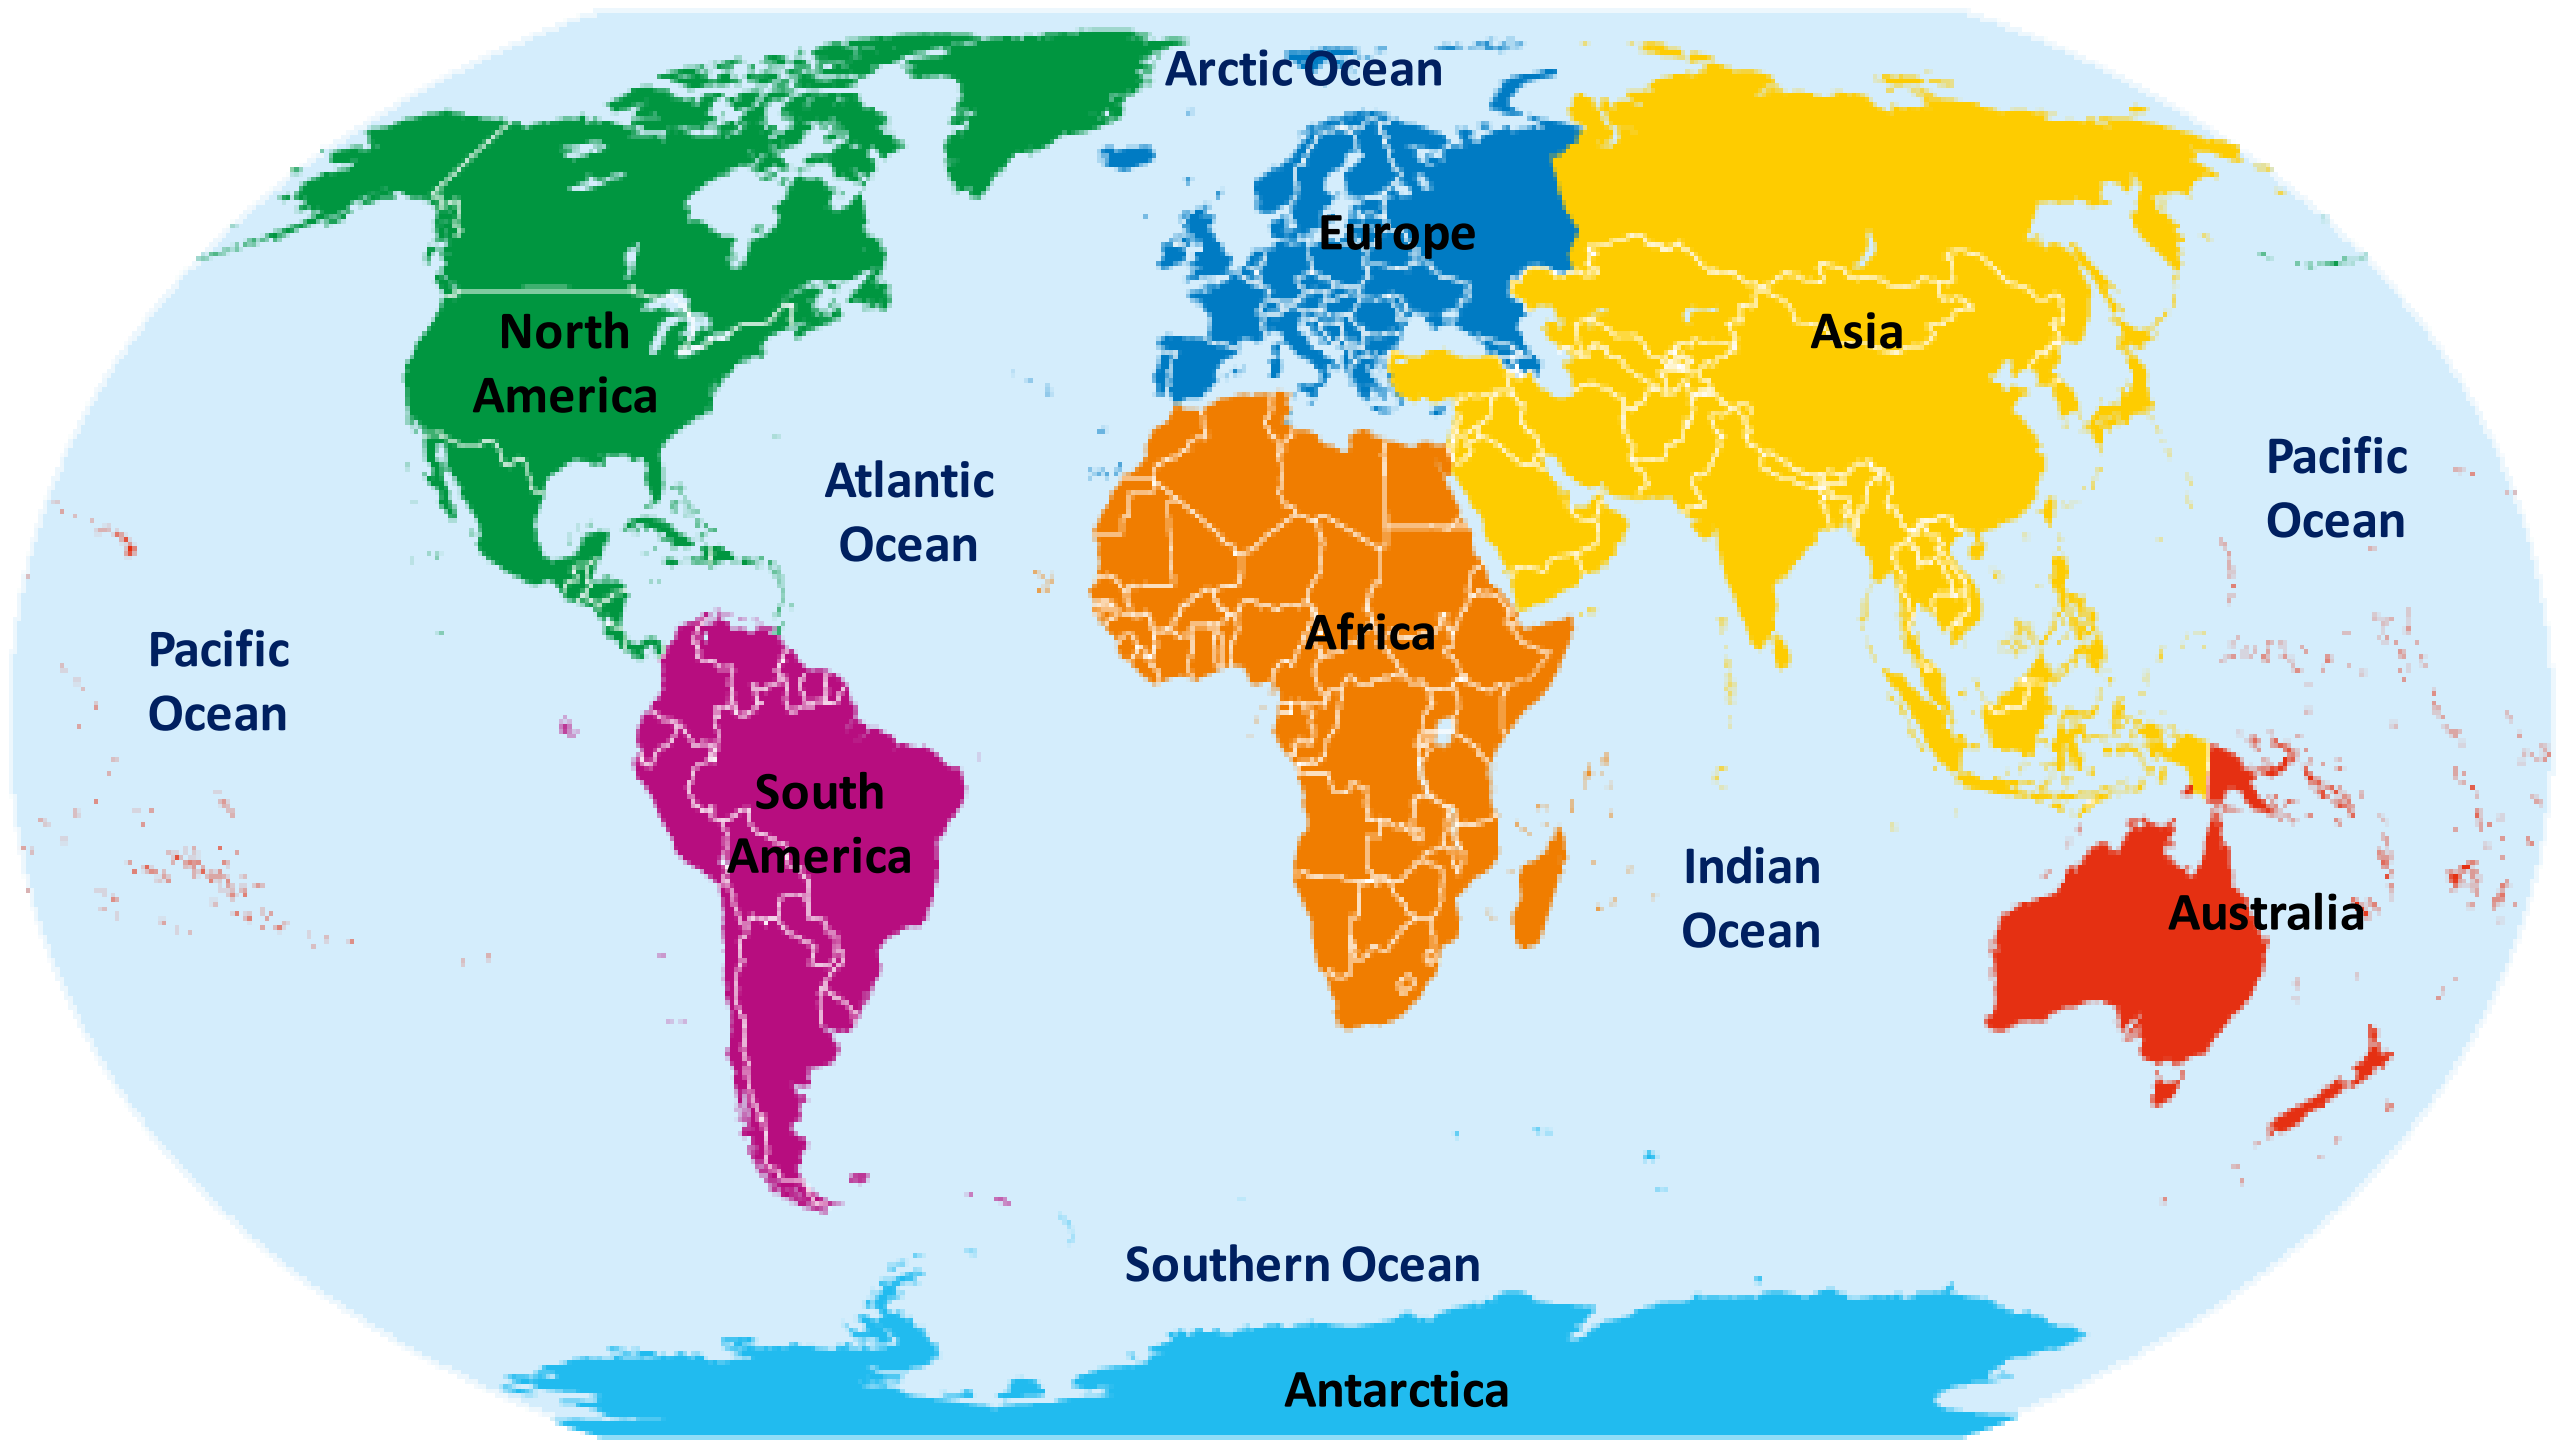 Arctic Ocean
Europe
North
America
Asia
Atlantic
Ocean
Pacific
Ocean
Africa
Pacific
Ocean
South
America
Indian
Ocean
Australia
Southern Ocean
Antarctica